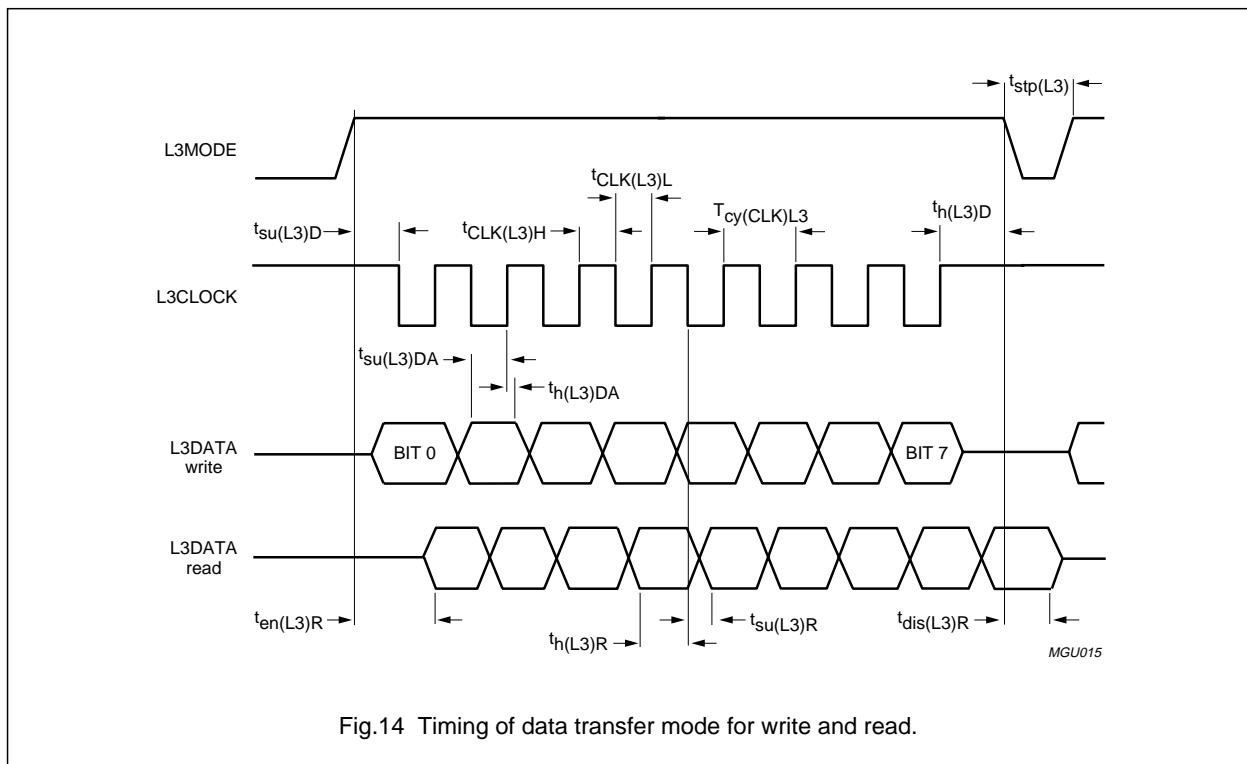 tstp(L3)
L3MODE
tCLK(L3)L
tsu(L3)D
tCLK(L3)H
Tcy(CLK)L3
th(L3)D
L3CLOCK
tsu(L3)DA
th(L3)DA
L3DATA
write
BIT 0
BIT 7
L3DATA
read
ten(L3)R
th(L3)R
tsu(L3)R
tdis(L3)R
MGU015
Fig.14 Timing of data transfer mode for write and read.